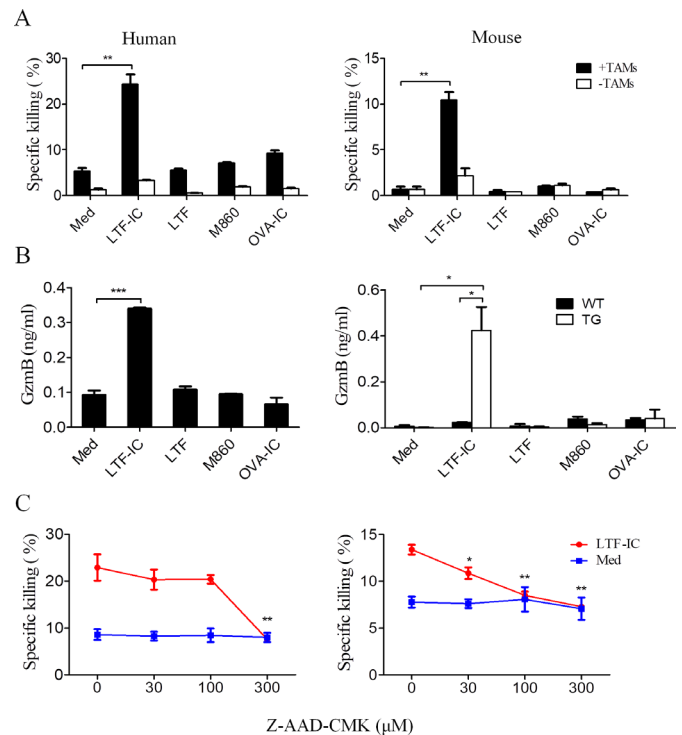 A
Human
Mouse
Specific killing ( %)
30
20
10
0
**
Med
LTF-IC
LTF
M860
OVA-IC
Specific killing ( %)
15
10
5
0
**
+TAMs
-TAMs
Med
LTF-IC
LTF
M860
OVA-IC
B
GzmB (ng/ml)
0.4
0.3
0.2
0.1
0.0
***
Med
LTF-IC
LTF
M860
OVA-IC
GzmB (ng/ml)
0.6
0.4
0.2
0.0
*
*
WT
TG
Med
LTF-IC
LTF
M860
OVA-IC
C
Specific killing ( %)
30
20
10
0
**
0 30 100 300
Specific killing ( %)
15
10
5
0
*
**
**
LTF-IC
Med
0 30 100 300
Z-AAD-CMK (μM)